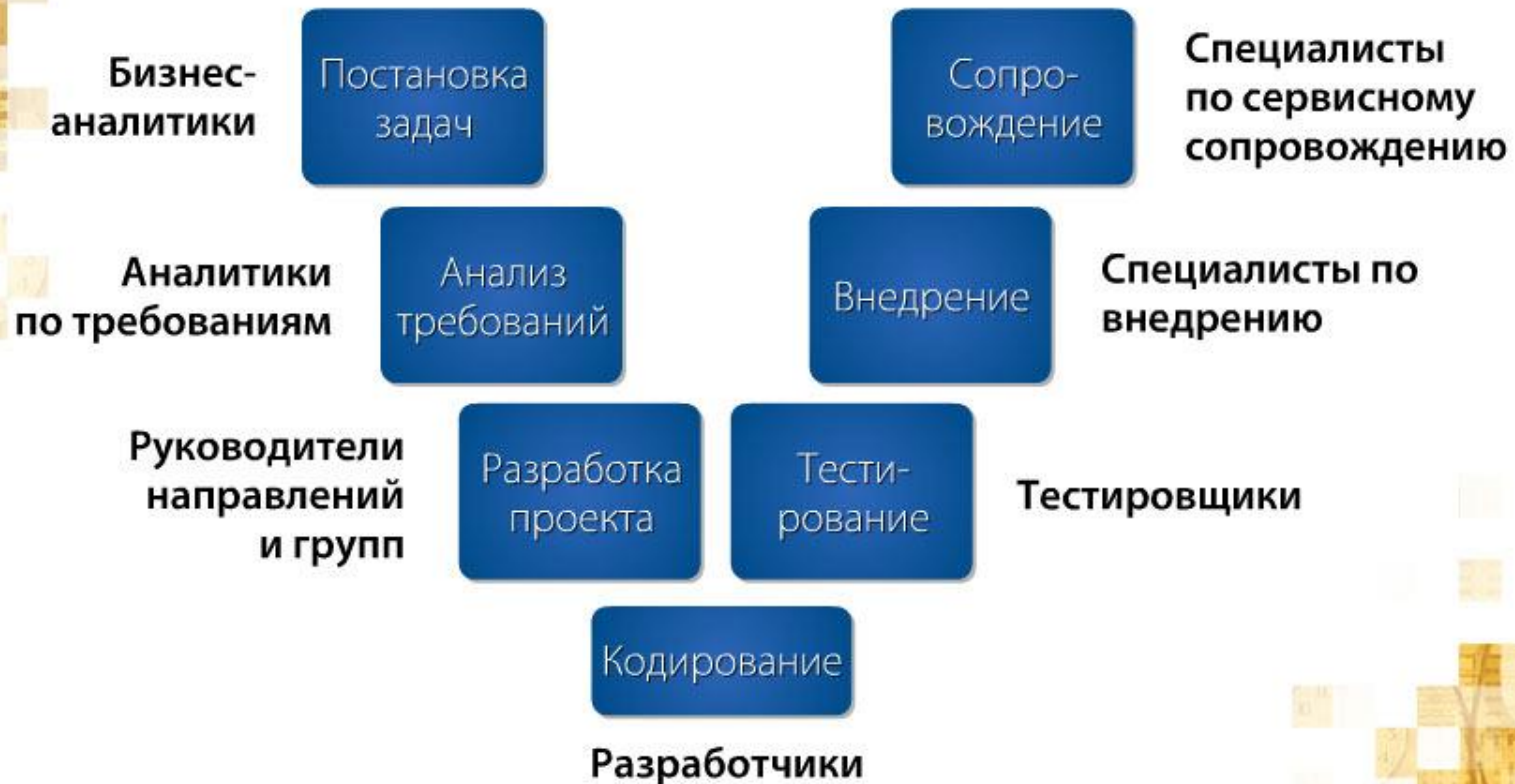 Бизнес-
аналитики
Постановка
задач
Сопро-
вождение
Специалисты
по сервисному
сопровождению
Аналитики
по требованиям
Анализ
требований
Внедрение
Специалисты по
внедрению
Руководители
направлений
и групп
Разработка
проекта
Тести-
рование
Тестировщики
Кодирование
Разработчики